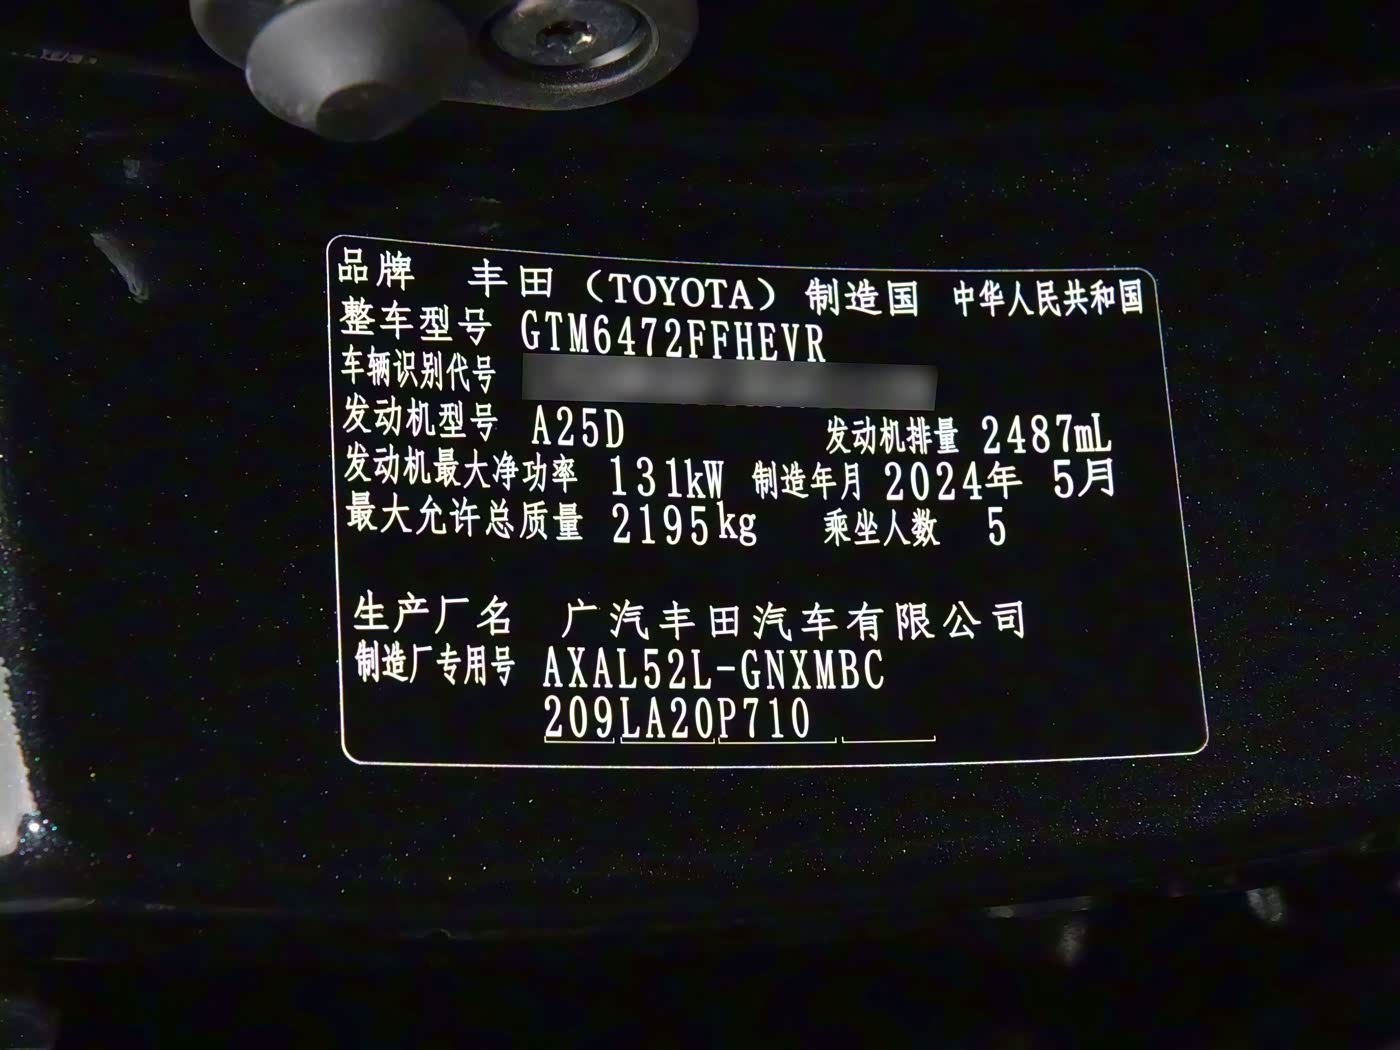 品牌 丰田（TOYOTA） 制造国 中华人民共和国
整车型号 GTM6472FFHEVR
车辆识别代号
发动机型号 A25D 发动机排量 2487mL
发动机最大净功率 131kW 制造年月 2024年 5月
最大允许总质量 2195kg 乘坐人数 5
生产厂名 广汽丰田汽车有限公司
制造厂专用号 AXAL52L-GNXMBC
209LA20P710